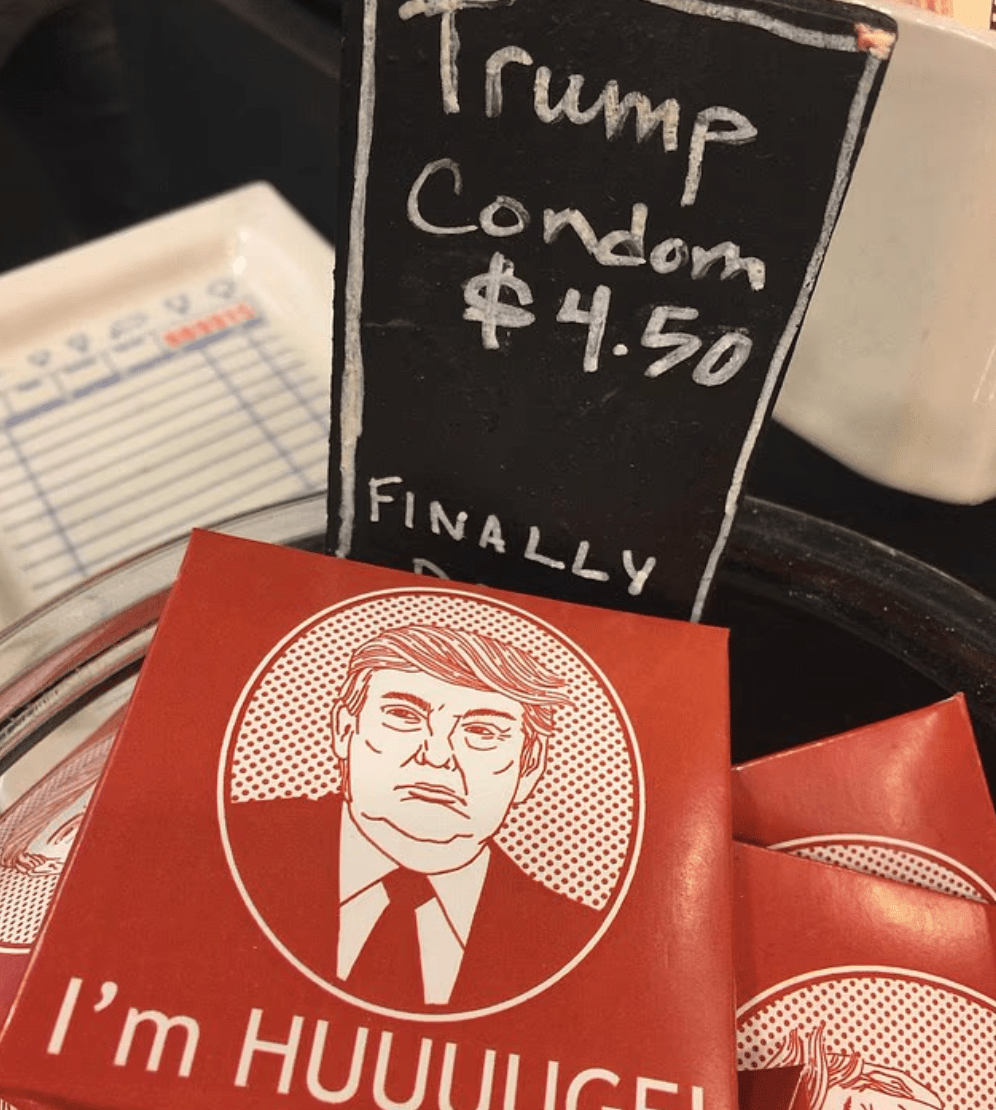 Trump
Condom
$4.50
FINALLY
I'm HUUUUGE!